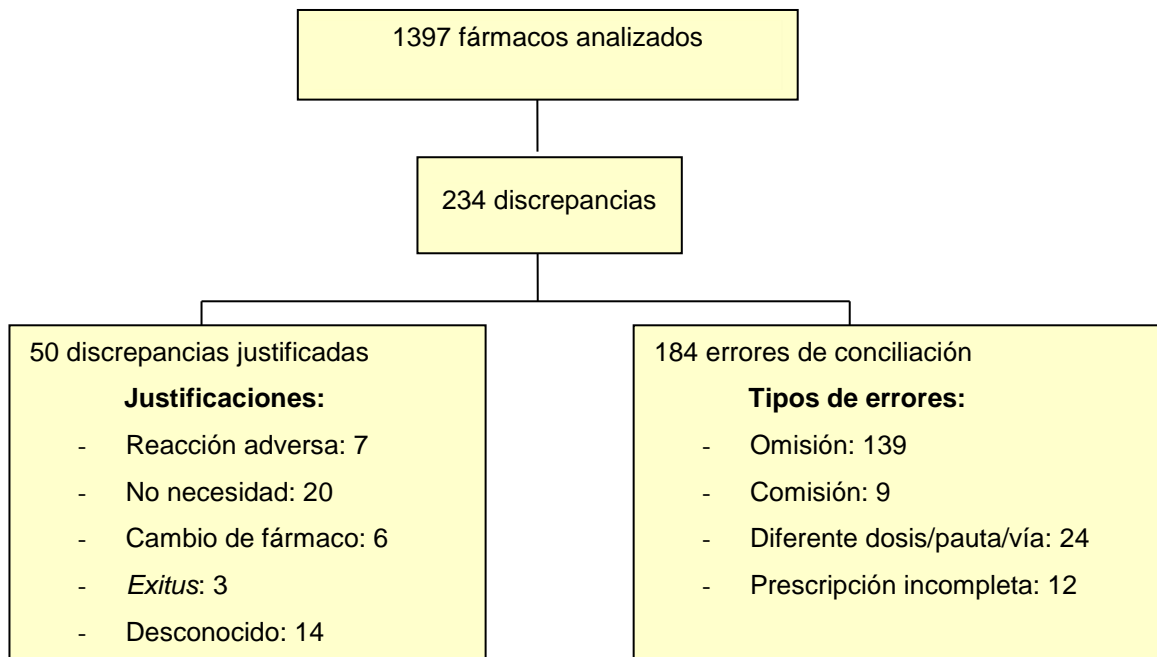 1397 fármacos analizados
234 discrepancias
50 discrepancias justificadas
Justificaciones:
- Reacción adversa: 7
- No necesidad: 20
- Cambio de fármaco: 6
- Exitus: 3
- Desconocido: 14
184 errores de conciliación
Tipos de errores:
- Omisión: 139
- Comisión: 9
- Diferente dosis/pauta/vía: 24
- Prescripción incompleta: 12